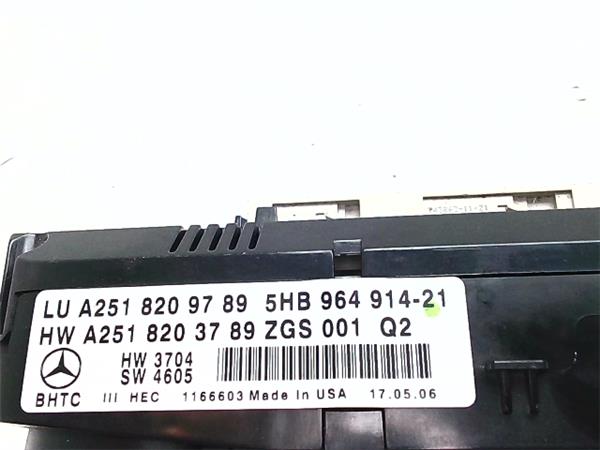 LU A251 820 97 89 5HB 964 914-21
HW A251 820 37 89 ZGS 001 Q2
HW 3704
SW 4605
BHTC III HEC 1166603 Made In USA 17.05.06